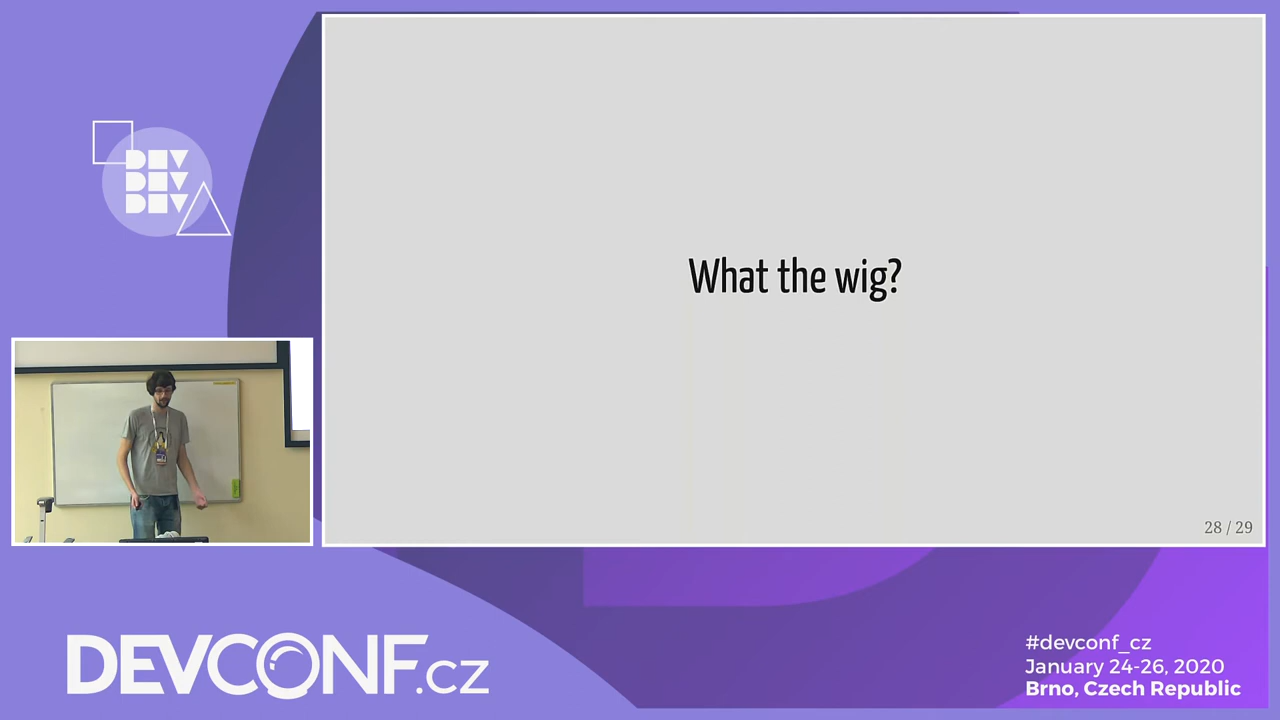 DEV
DEV
DEV
What the wig?
28 / 29
DEVCONF.cz
#devconf_cz
January 24-26, 2020
Brno, Czech Republic